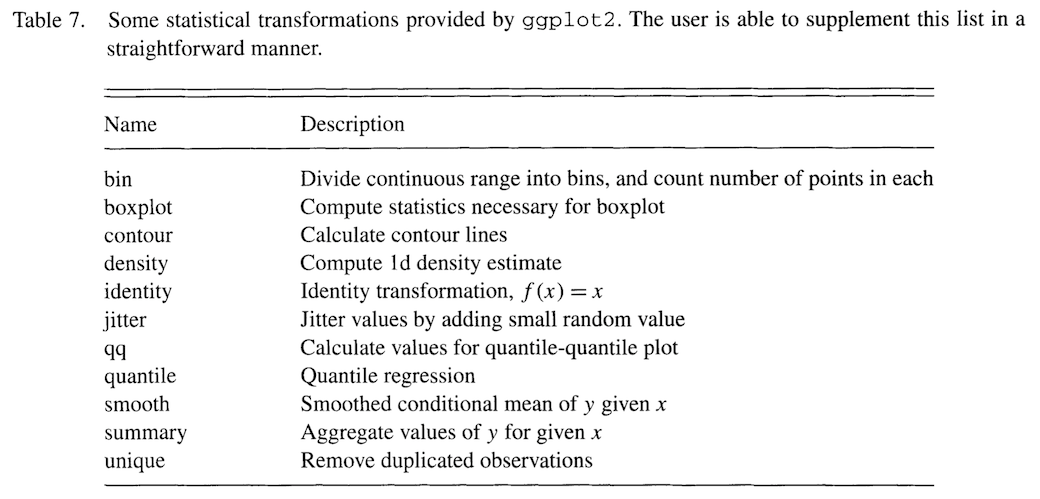 Table 7. Some statistical transformations provided by ggplot2. The user is able to supplement this list in a
straightforward manner.
Name Description
bin Divide continuous range into bins, and count number of points in each
boxplot Compute statistics necessary for boxplot
contour Calculate contour lines
density Compute 1d density estimate
identity Identity transformation, f(x) = x
jitter Jitter values by adding small random value
qq Calculate values for quantile-quantile plot
quantile Quantile regression
smooth Smoothed conditional mean of y given x
summary Aggregate values of y for given x
unique Remove duplicated observations